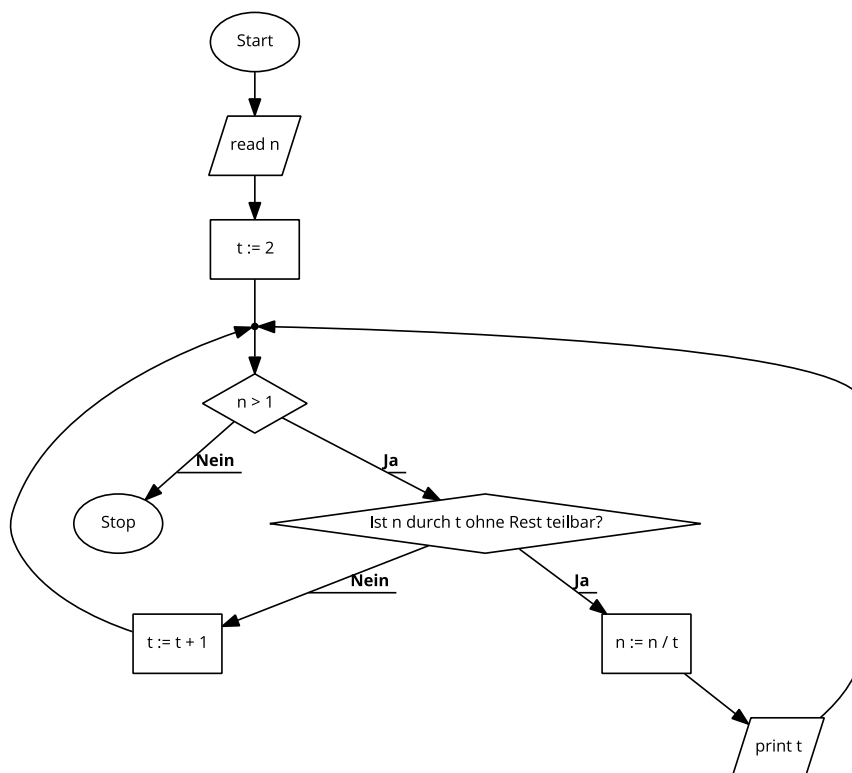 Start
read n
t := 2
n > 1
Nein
Ja
Stop
Ist n durch t ohne Rest teilbar?
Nein
Ja
t := t + 1
n := n / t
print t